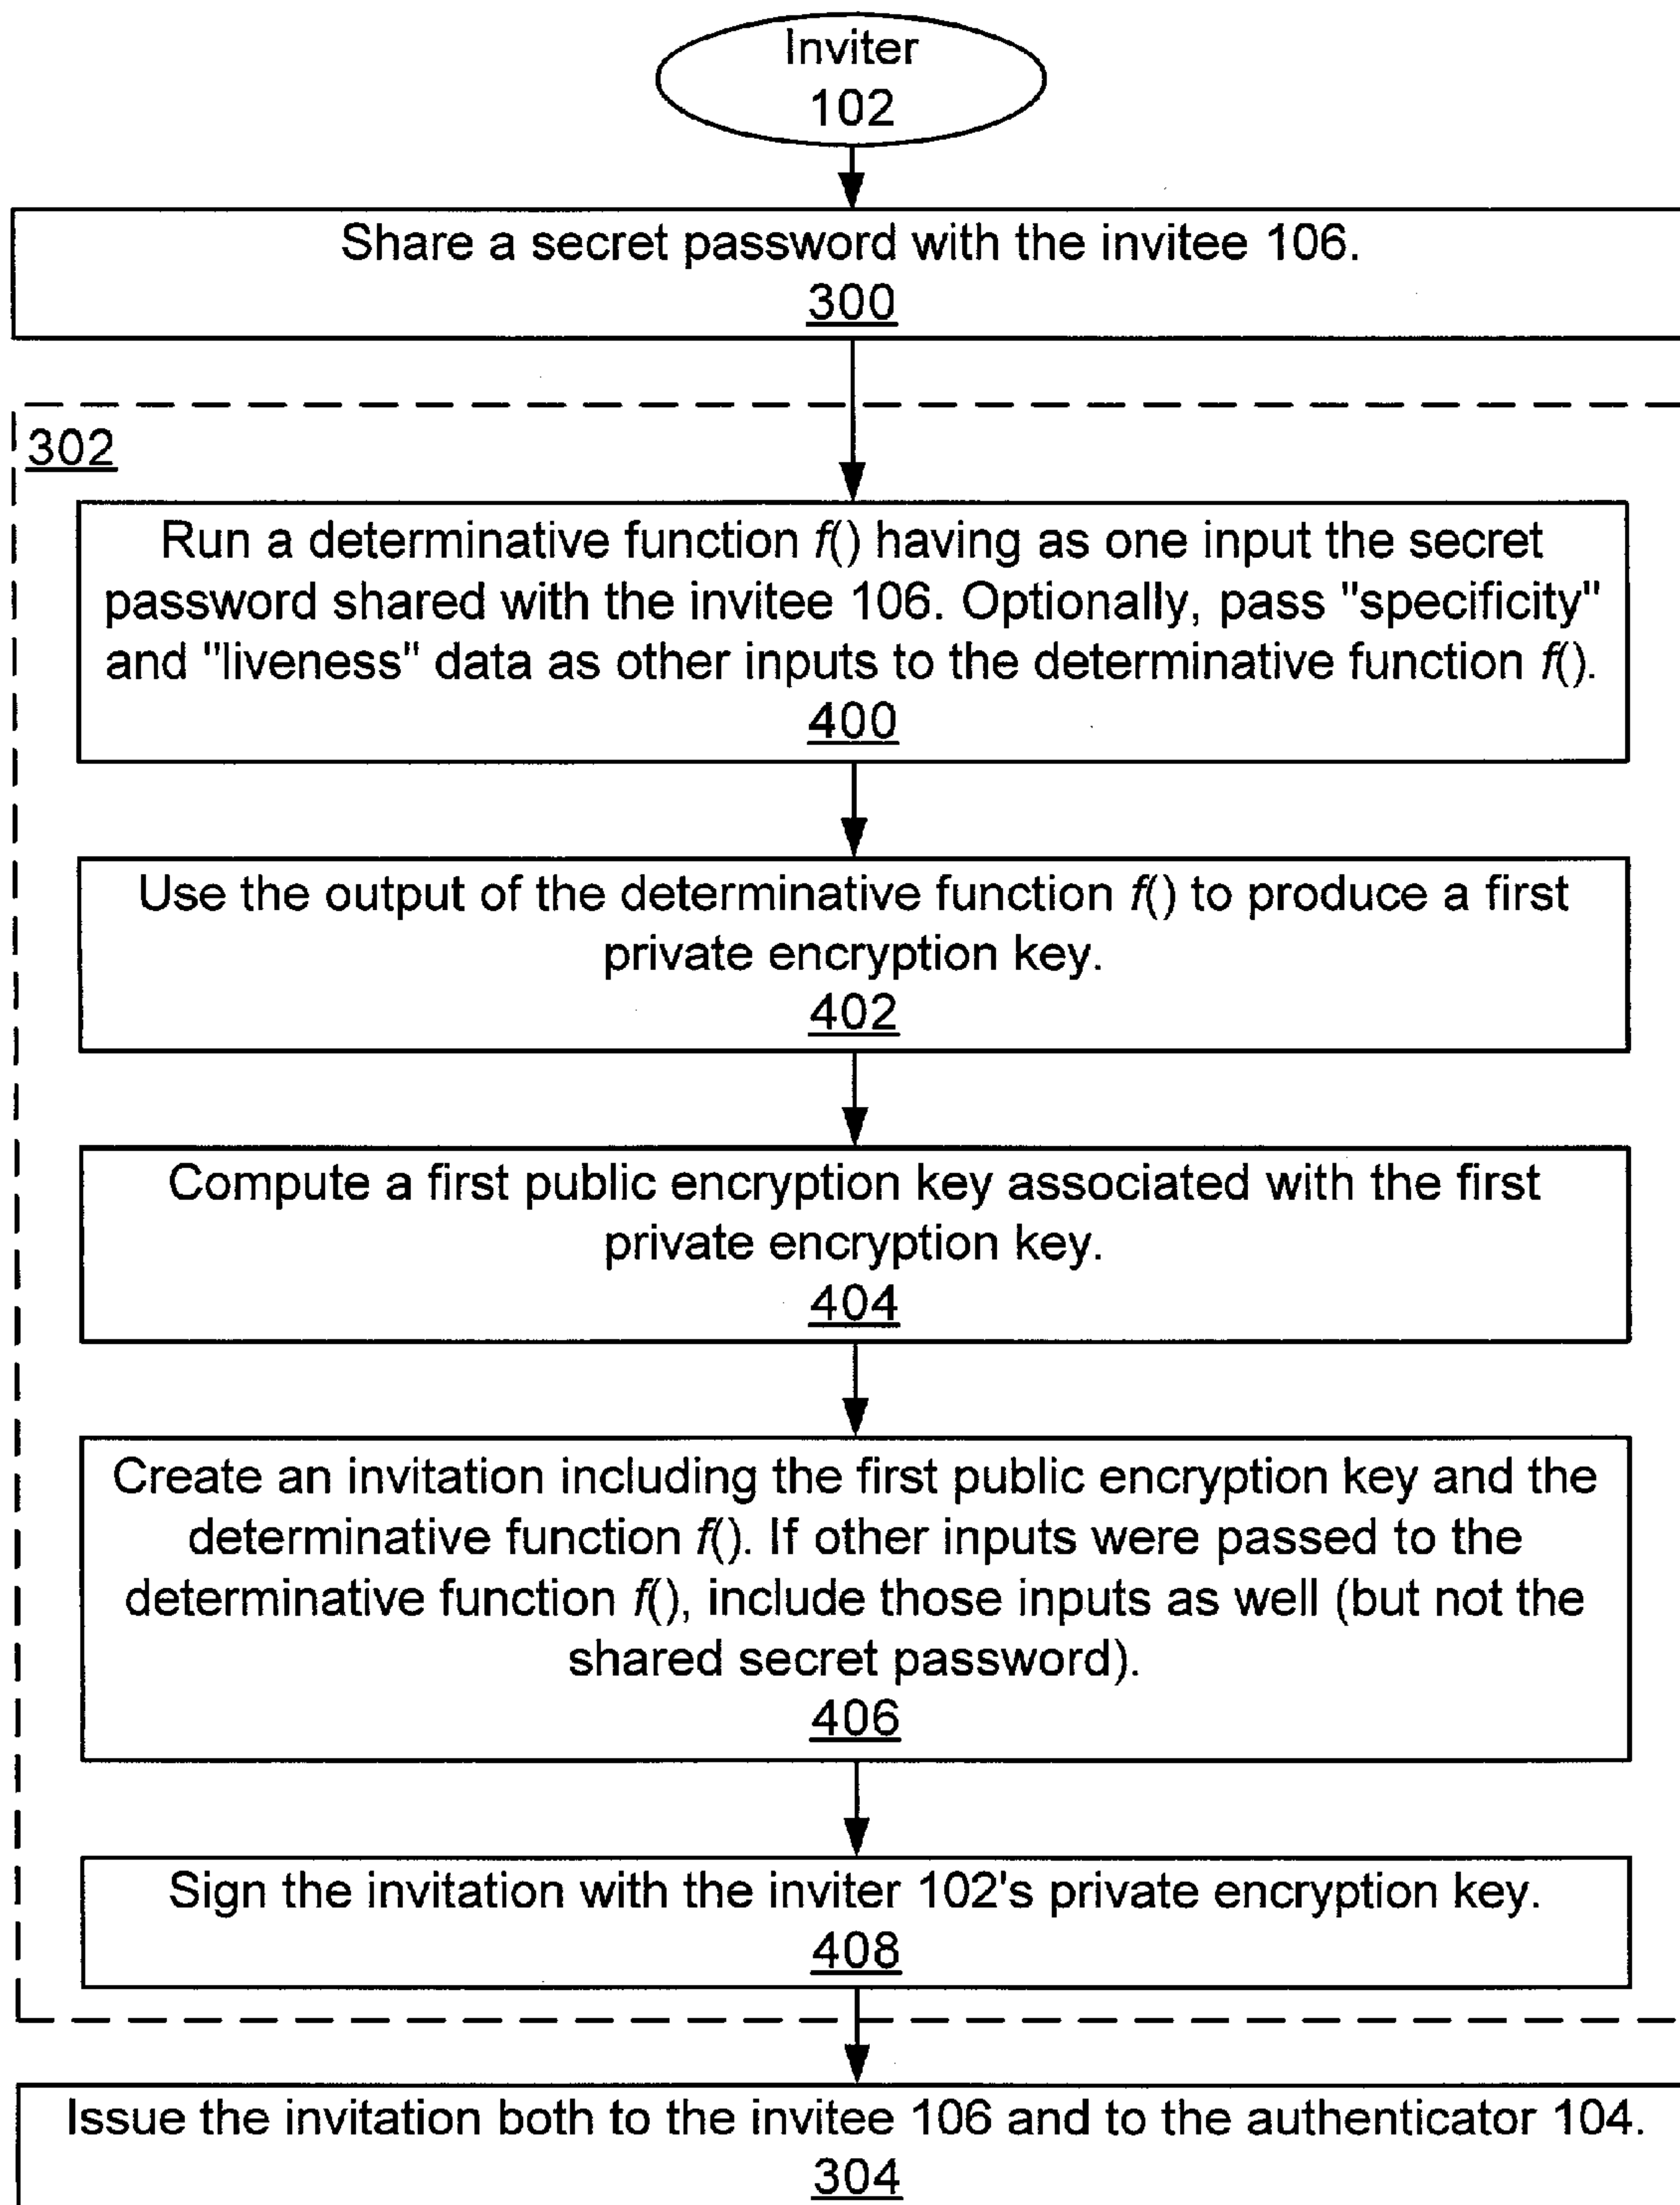 Inviter
102
Share a secret password with the invitee 106.
300
302
Run a determinative function f() having as one input the secret
password shared with the invitee 106. Optionally, pass "specificity"
and "liveness" data as other inputs to the determinative function f().
400
Use the output of the determinative function f() to produce a first
private encryption key.
402
Compute a first public encryption key associated with the first
private encryption key.
404
Create an invitation including the first public encryption key and the
determinative function f(). If other inputs were passed to the
determinative function f(), include those inputs as well (but not the
shared secret password).
406
Sign the invitation with the inviter 102's private encryption key.
408
Issue the invitation both to the invitee 106 and to the authenticator 104.
304